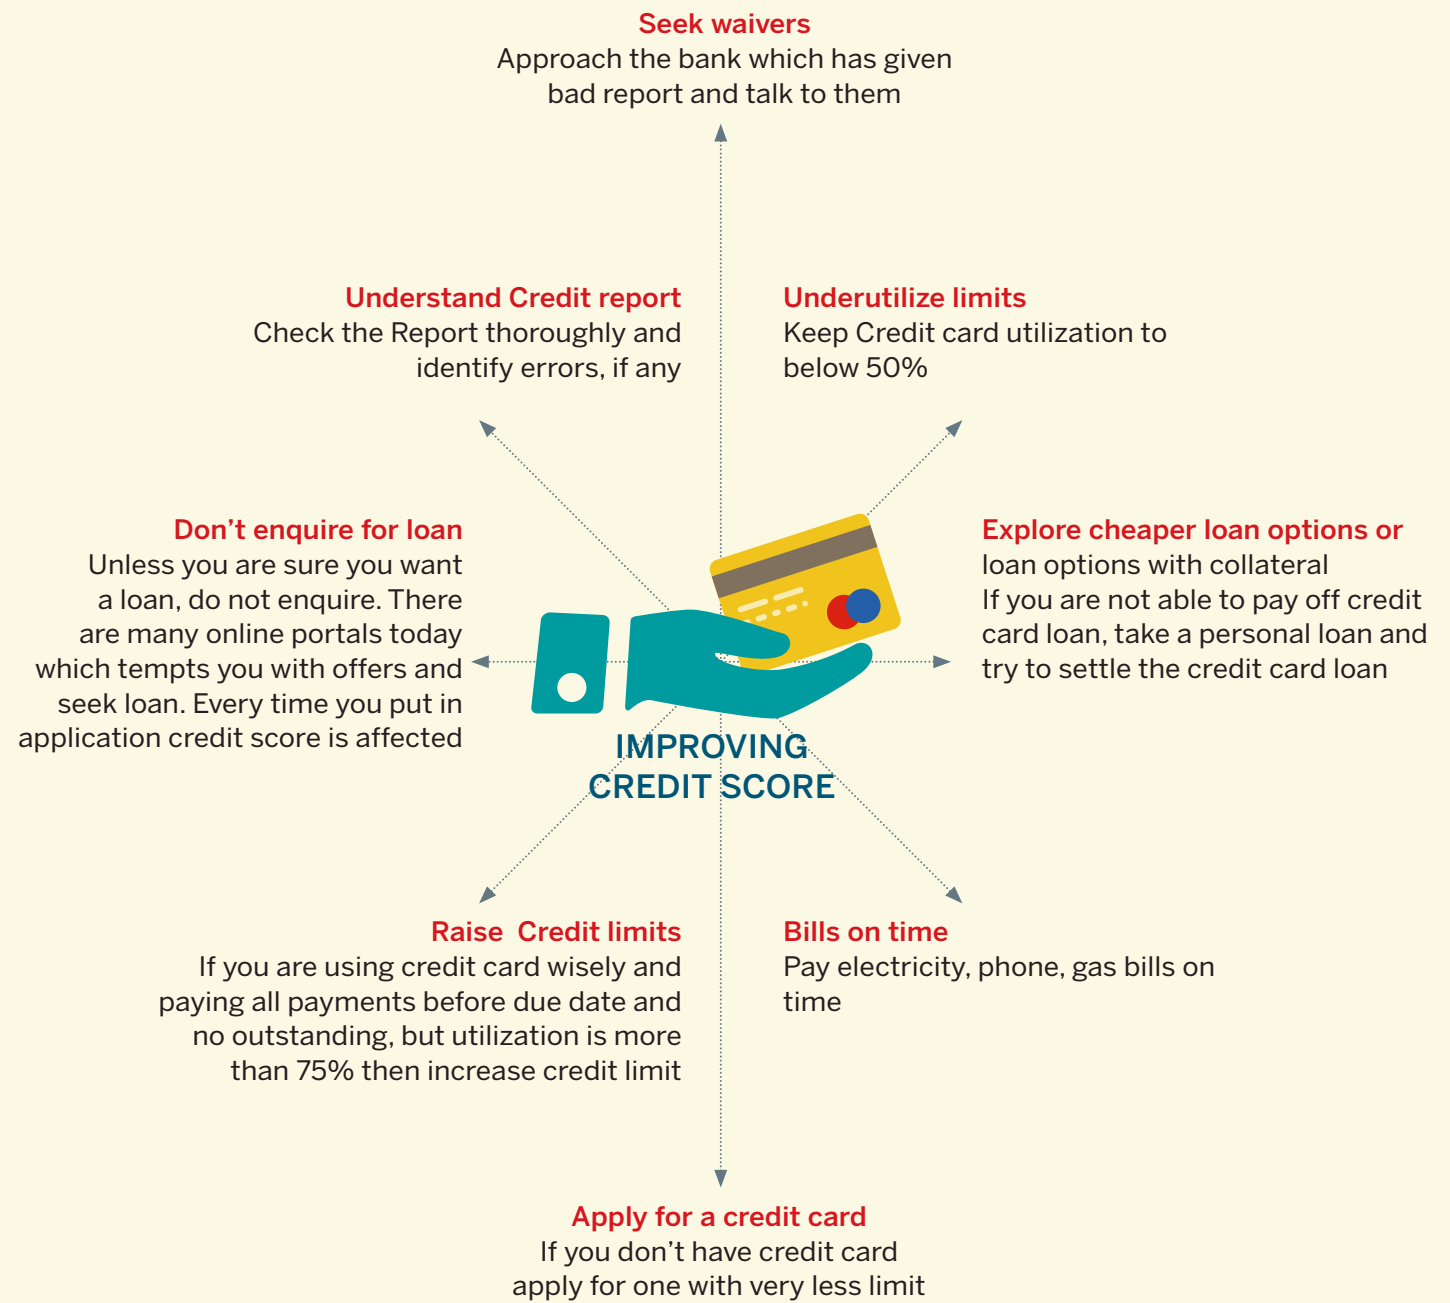 Seek waivers
Approach the bank which has given
bad report and talk to them
Understand Credit report
Check the Report thoroughly and
identify errors, if any
Underutilize limits
Keep Credit card utilization to
below 50%
Don’t enquire for loan
Unless you are sure you want
a loan, do not enquire. There
are many online portals today
which tempts you with offers and
seek loan. Every time you put in
application credit score is affected
Explore cheaper loan options or
loan options with collateral
If you are not able to pay off credit
card loan, take a personal loan and
try to settle the credit card loan
IMPROVING
CREDIT SCORE
Raise  Credit limits
If you are using credit card wisely and
paying all payments before due date and
no outstanding, but utilization is more
than 75% then increase credit limit
Bills on time
Pay electricity, phone, gas bills on
time
Apply for a credit card
If you don’t have credit card
apply for one with very less limit